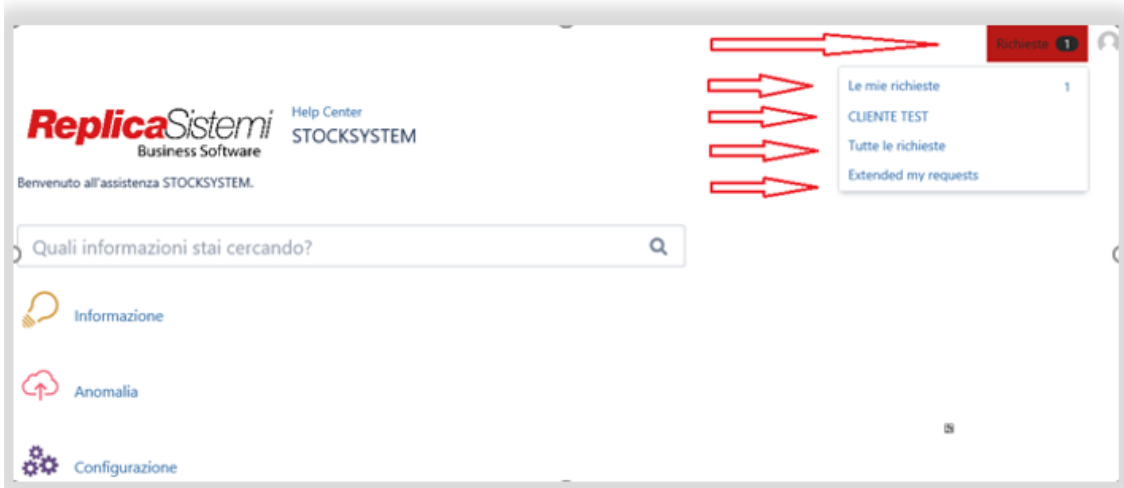 Richieste 1
Le mie richieste 1
CLIENTE TEST
Tutte le richieste
Extended my requests
ReplicaSistemi
Business Software
Help Center
STOCKSYSTEM
Benvenuto all'assistenza STOCKSYSTEM.
Quali informazioni stai cercando?
Informazione
Anomalia
Configurazione